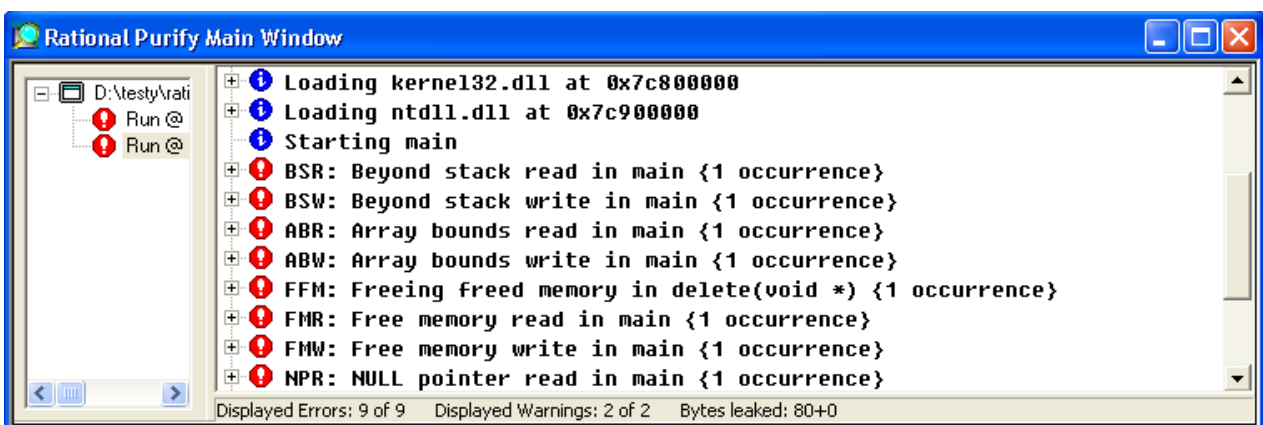 Rational Purify Main Window
D:\testy\rati
Run @
Run @
Loading kernel32.dll at 0x7c800000
Loading ntdll.dll at 0x7c900000
Starting main
BSR: Beyond stack read in main {1 occurrence}
BSW: Beyond stack write in main {1 occurrence}
ABR: Array bounds read in main {1 occurrence}
ABW: Array bounds write in main {1 occurrence}
FFM: Freeing freed memory in delete(void *) {1 occurrence}
FMR: Free memory read in main {1 occurrence}
FMW: Free memory write in main {1 occurrence}
NPR: NULL pointer read in main {1 occurrence}
Displayed Errors: 9 of 9 Displayed Warnings: 2 of 2 Bytes leaked: 80+0